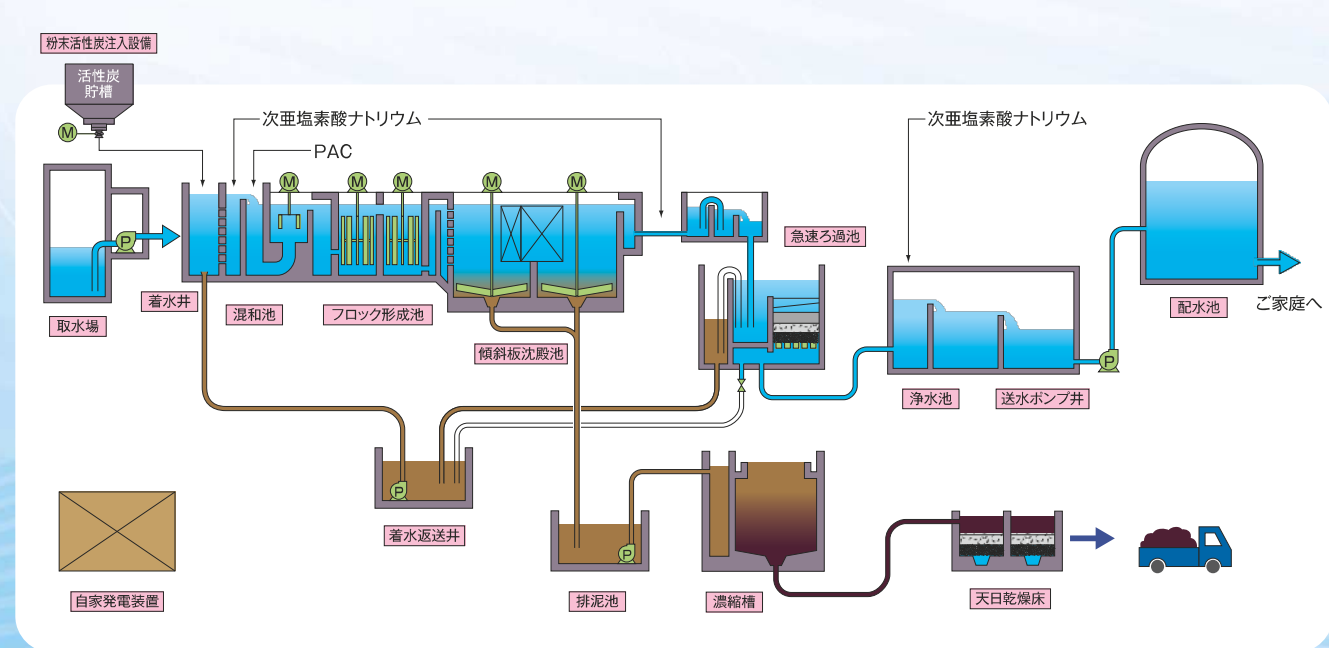 粉末活性炭注入設備
活性炭
貯槽
M
次亜塩素酸ナトリウム
次亜塩素酸ナトリウム
PAC
M
M
M
M
M
P
急速ろ過池
着水井
混和池
フロック形成池
取水場
傾斜板沈殿池
配水池
ご家庭へ
P
浄水池
送水ポンプ井
P
着水返送井
P
自家発電装置
排泥池
濃縮槽
天日乾燥床